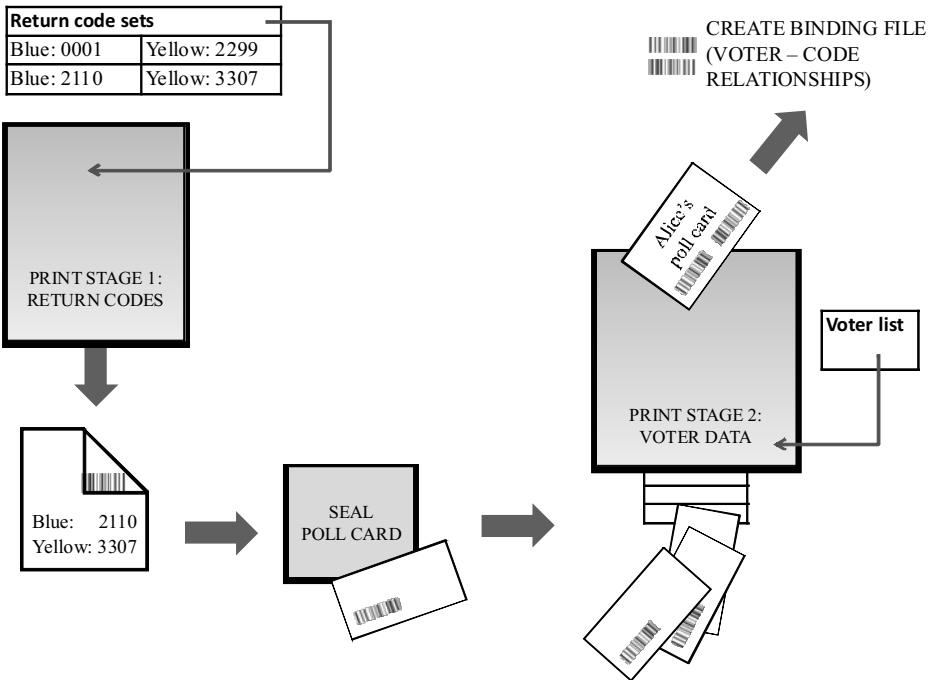 Return code sets
Blue: 0001 Yellow: 2299
Blue: 2110 Yellow: 3307
CREATE BINDING FILE
(VOTER – CODE
RELATIONSHIPS)
PRINT STAGE 1:
RETURN CODES
Alice's
poll card
Voter list
PRINT STAGE 2:
VOTER DATA
Blue: 2110
Yellow: 3307
SEAL
POLL CARD